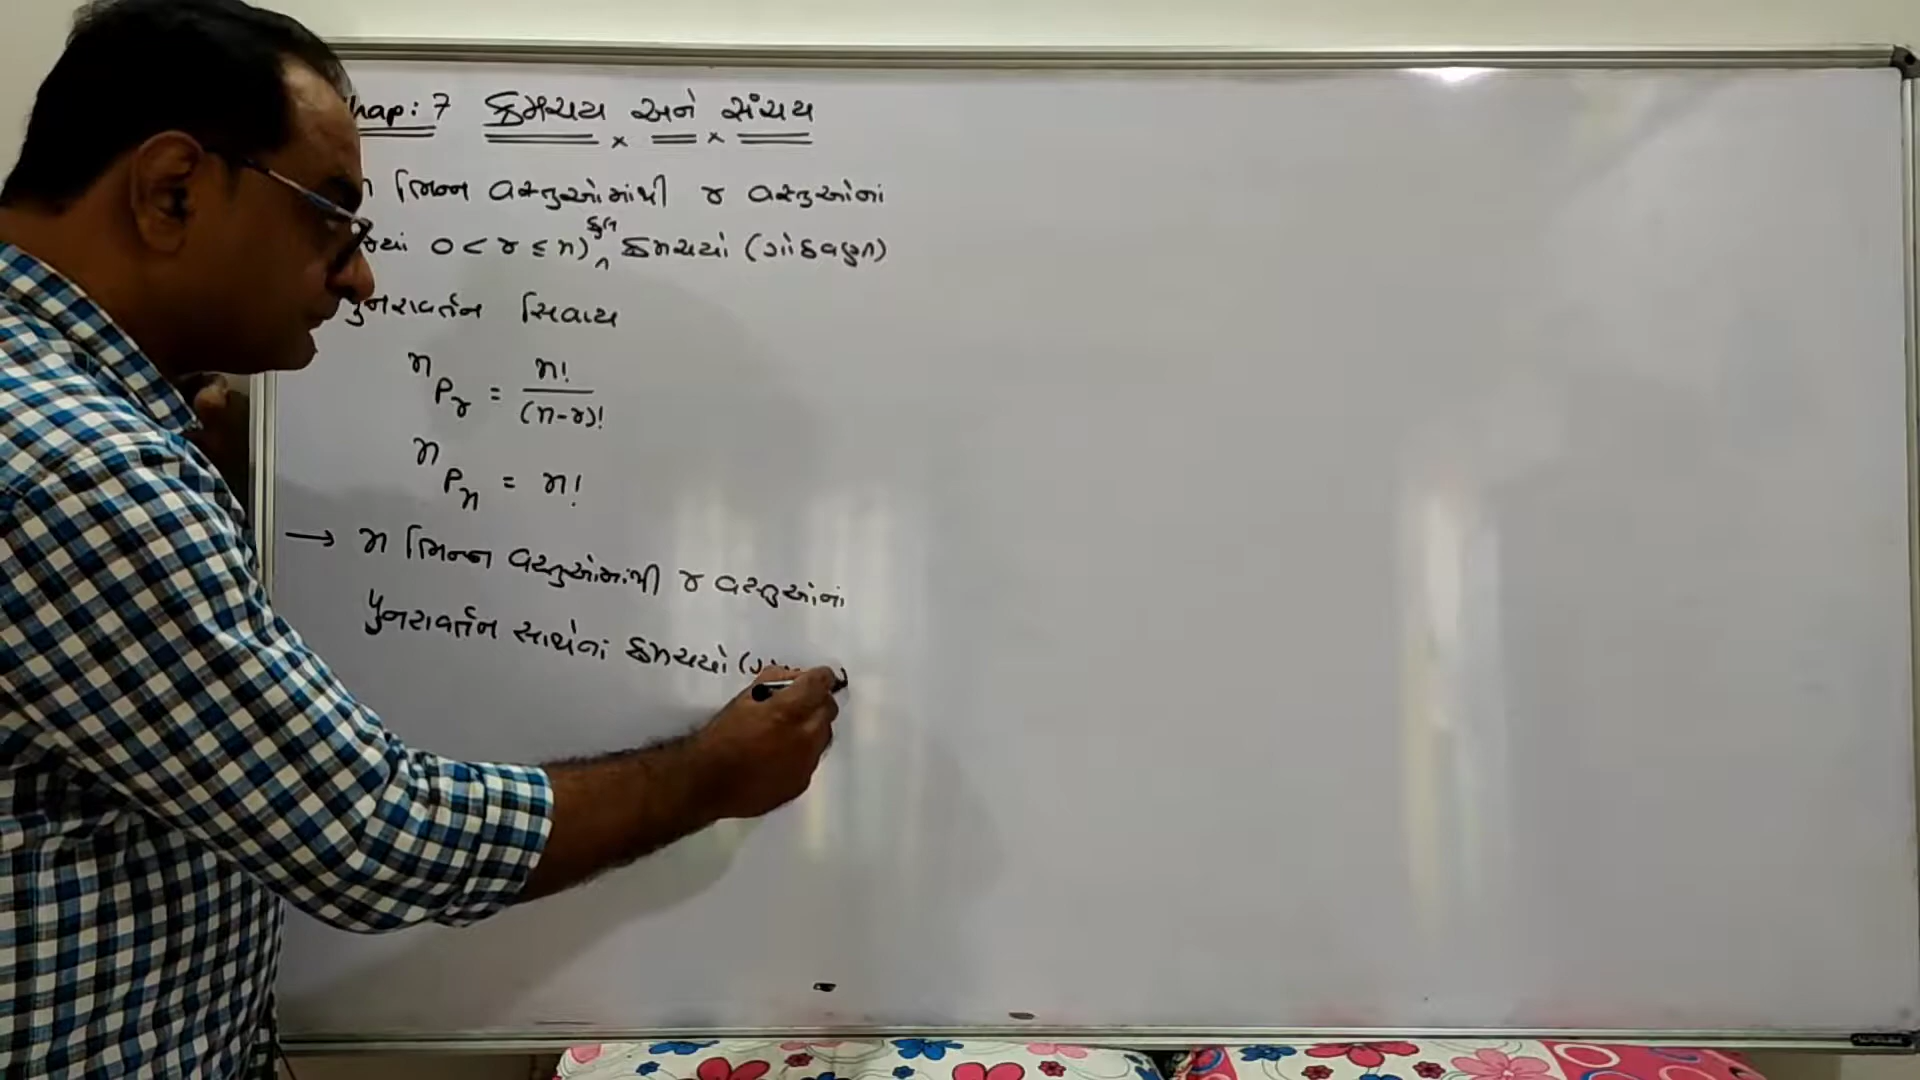 hap: 7 ક્રમચય અને સંચય
n ભિન્ન વસ્તુઓમાંથી r વસ્તુઓનાં
જ્યાં 0 < r ≤ n) કુલ ક્રમચયો (ગોઠવણી)
પુનરાવર્તન સિવાય
ⁿPᵣ = n! / (n-r)!
ⁿPₙ = n!
→ n ભિન્ન વસ્તુઓમાંથી r વસ્તુઓનાં
પુનરાવર્તન સાથેનાં ક્રમચયો (